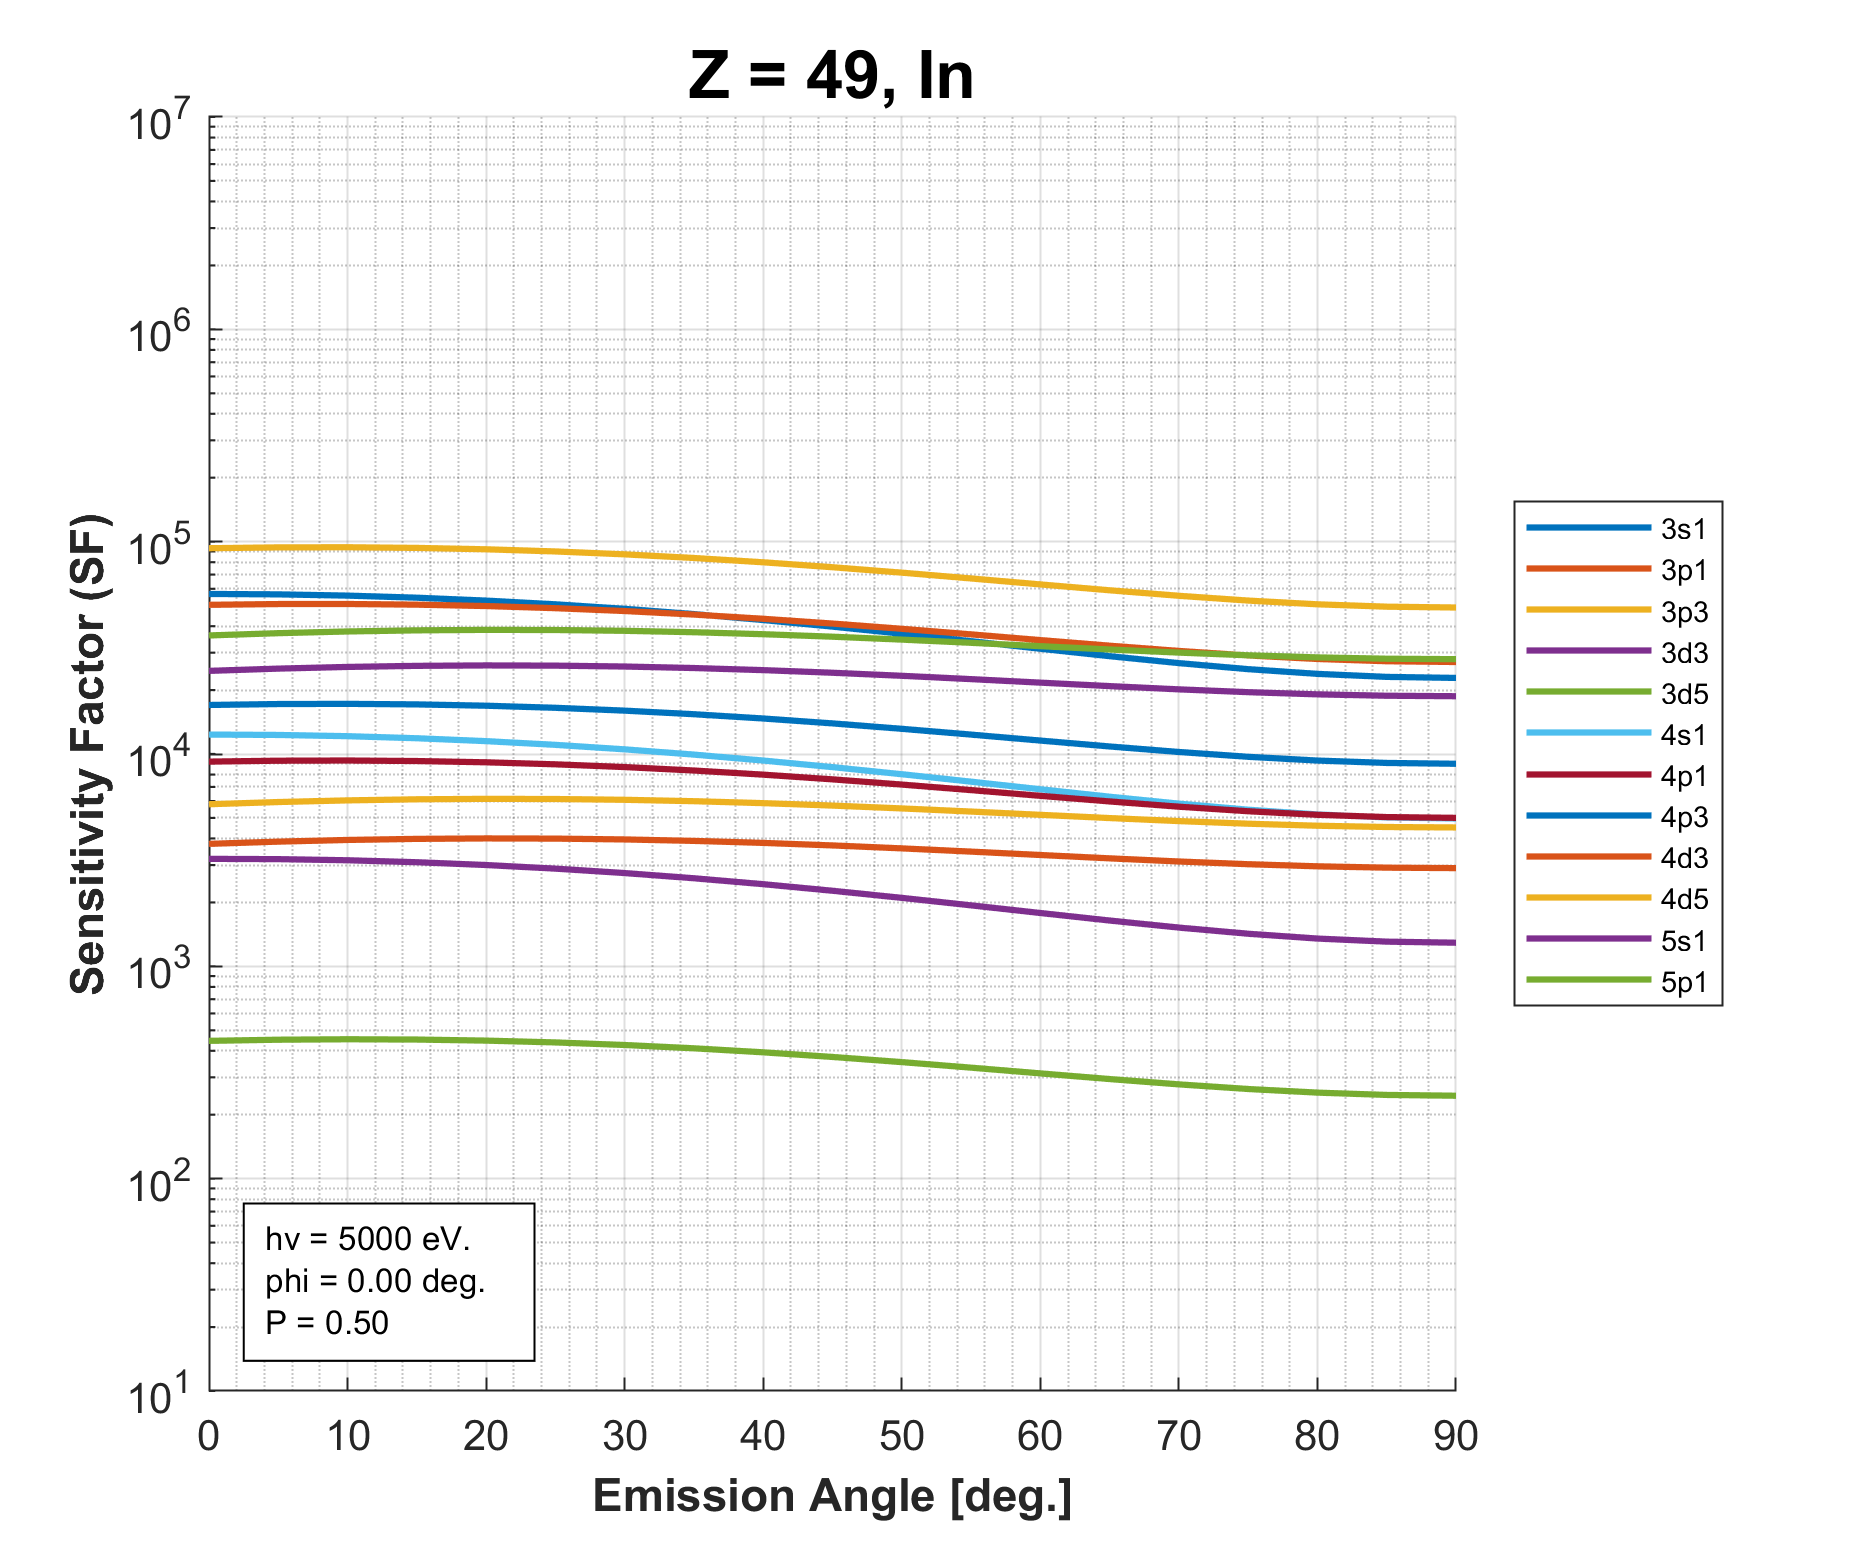 Z = 49, In
10^7
10^6
10^5
10^4
10^3
10^2
10^1
Sensitivity Factor (SF)
0 10 20 30 40 50 60 70 80 90
Emission Angle [deg.]
hv = 5000 eV.
phi = 0.00 deg.
P = 0.50
3s1
3p1
3p3
3d3
3d5
4s1
4p1
4p3
4d3
4d5
5s1
5p1